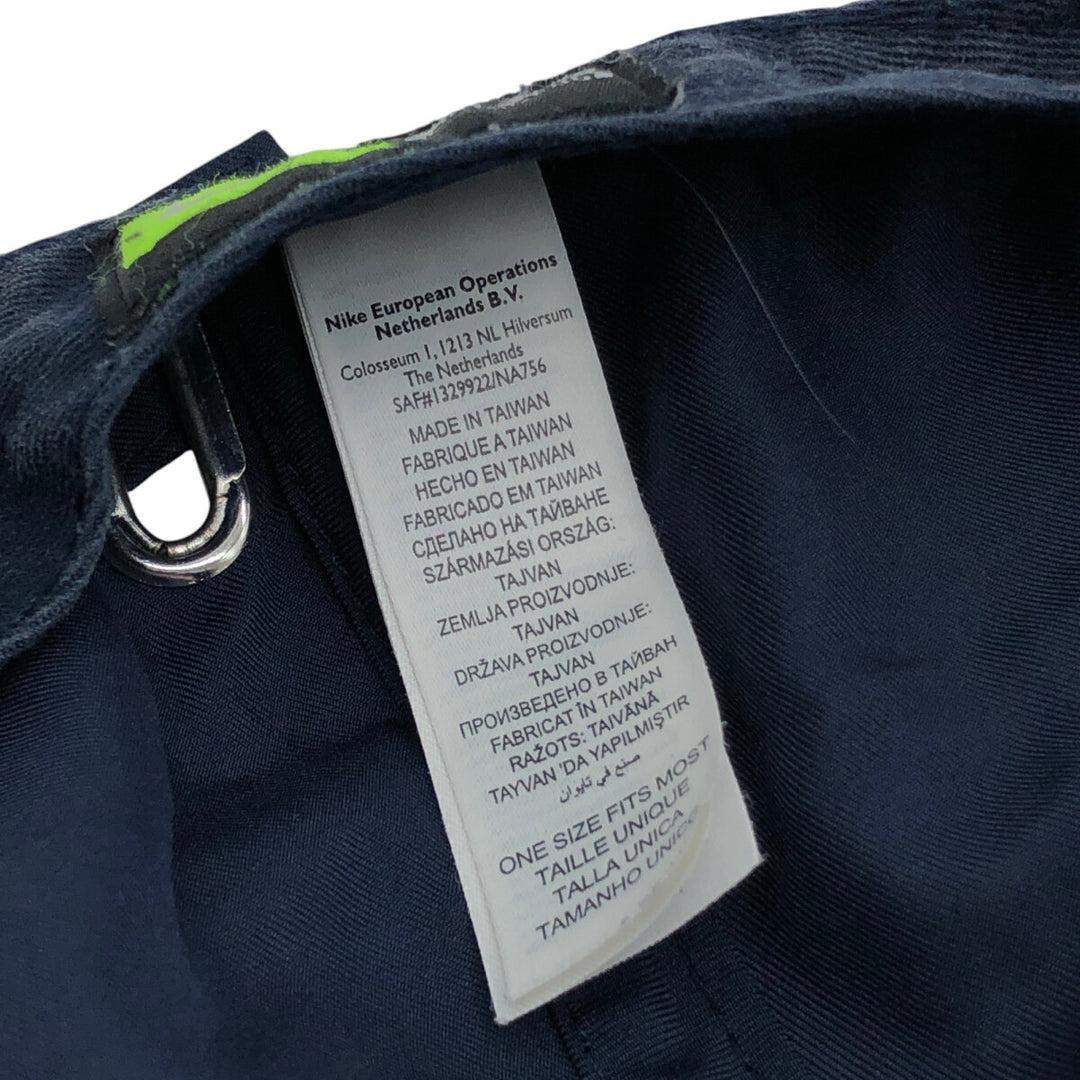 Nike European Operations
Netherlands B.V.
Colosseum 1, 1213 NL Hilversum
The Netherlands
SAF#1329922/NA756
MADE IN TAIWAN
FABRIQUE A TAIWAN
HECHO EN TAIWAN
FABRICADO EM TAIWAN
СДЕЛАНО НА ТАЙВАНЕ
SZÁRMAZÁSI ORSZÁG:
TAJVAN
ZEMLJA PROIZVODNJE:
TAJVAN
DRŽAVA PROIZVODNJE:
TAJVAN
ПРОИЗВЕДЕНО В ТАЙВАН
FABRICAT ÎN TAIWAN
RAŽOTS: TAIVĀNĀ
TAYVAN 'DA YAPILMIŞTIR
صنع في تايوان
ONE SIZE FITS MOST
TAILLE UNIQUE
TALLA UNICA
TAMANHO UNICO